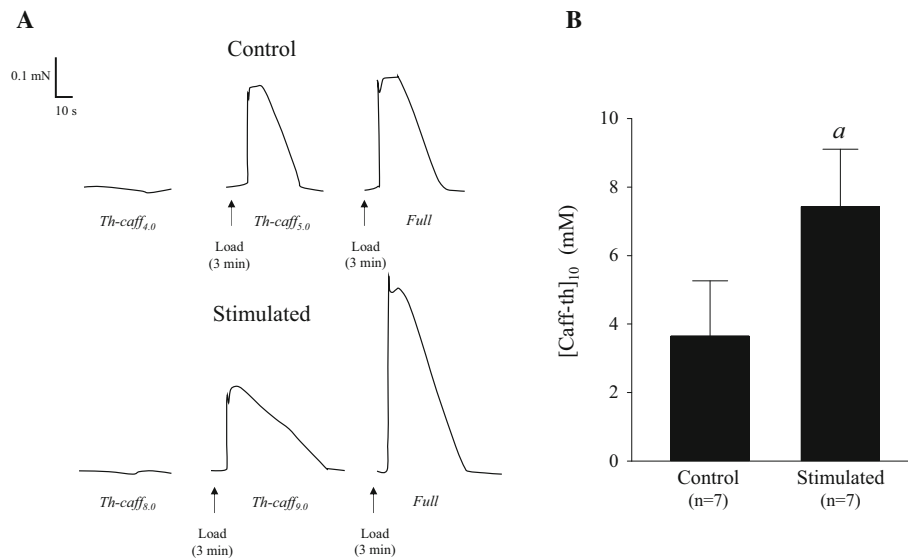 A
Control
0.1 mN
10 s
Th-caff4.0
Th-caff5.0
Full
Load
(3 min)
Load
(3 min)
Stimulated
Th-caff8.0
Th-caff9.0
Full
Load
(3 min)
Load
(3 min)
B
[Caff-th]10 (mM)
10
8
6
4
2
0
a
Control
(n=7)
Stimulated
(n=7)